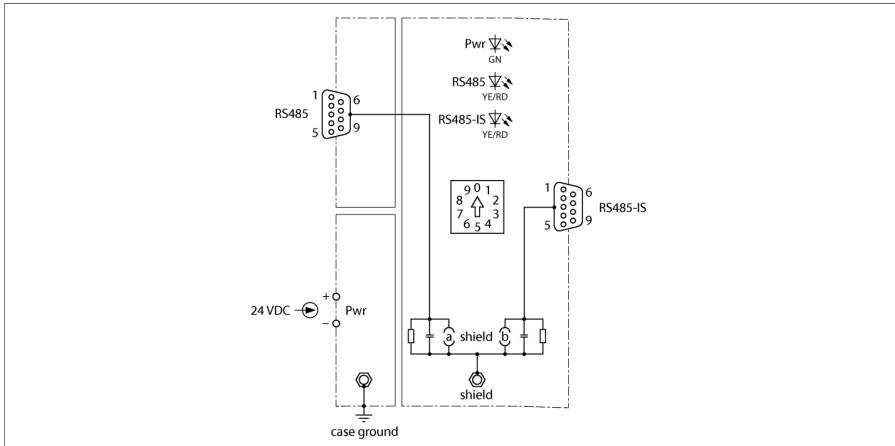 Pwr
GN
RS485
YE/RD
RS485-IS
YE/RD
RS485
1
6
5
9
1
6
5
9
RS485-IS
9 0 1
8 2
7 3
6 5 4
24 VDC
+
Pwr
–
a shield b
shield
case ground